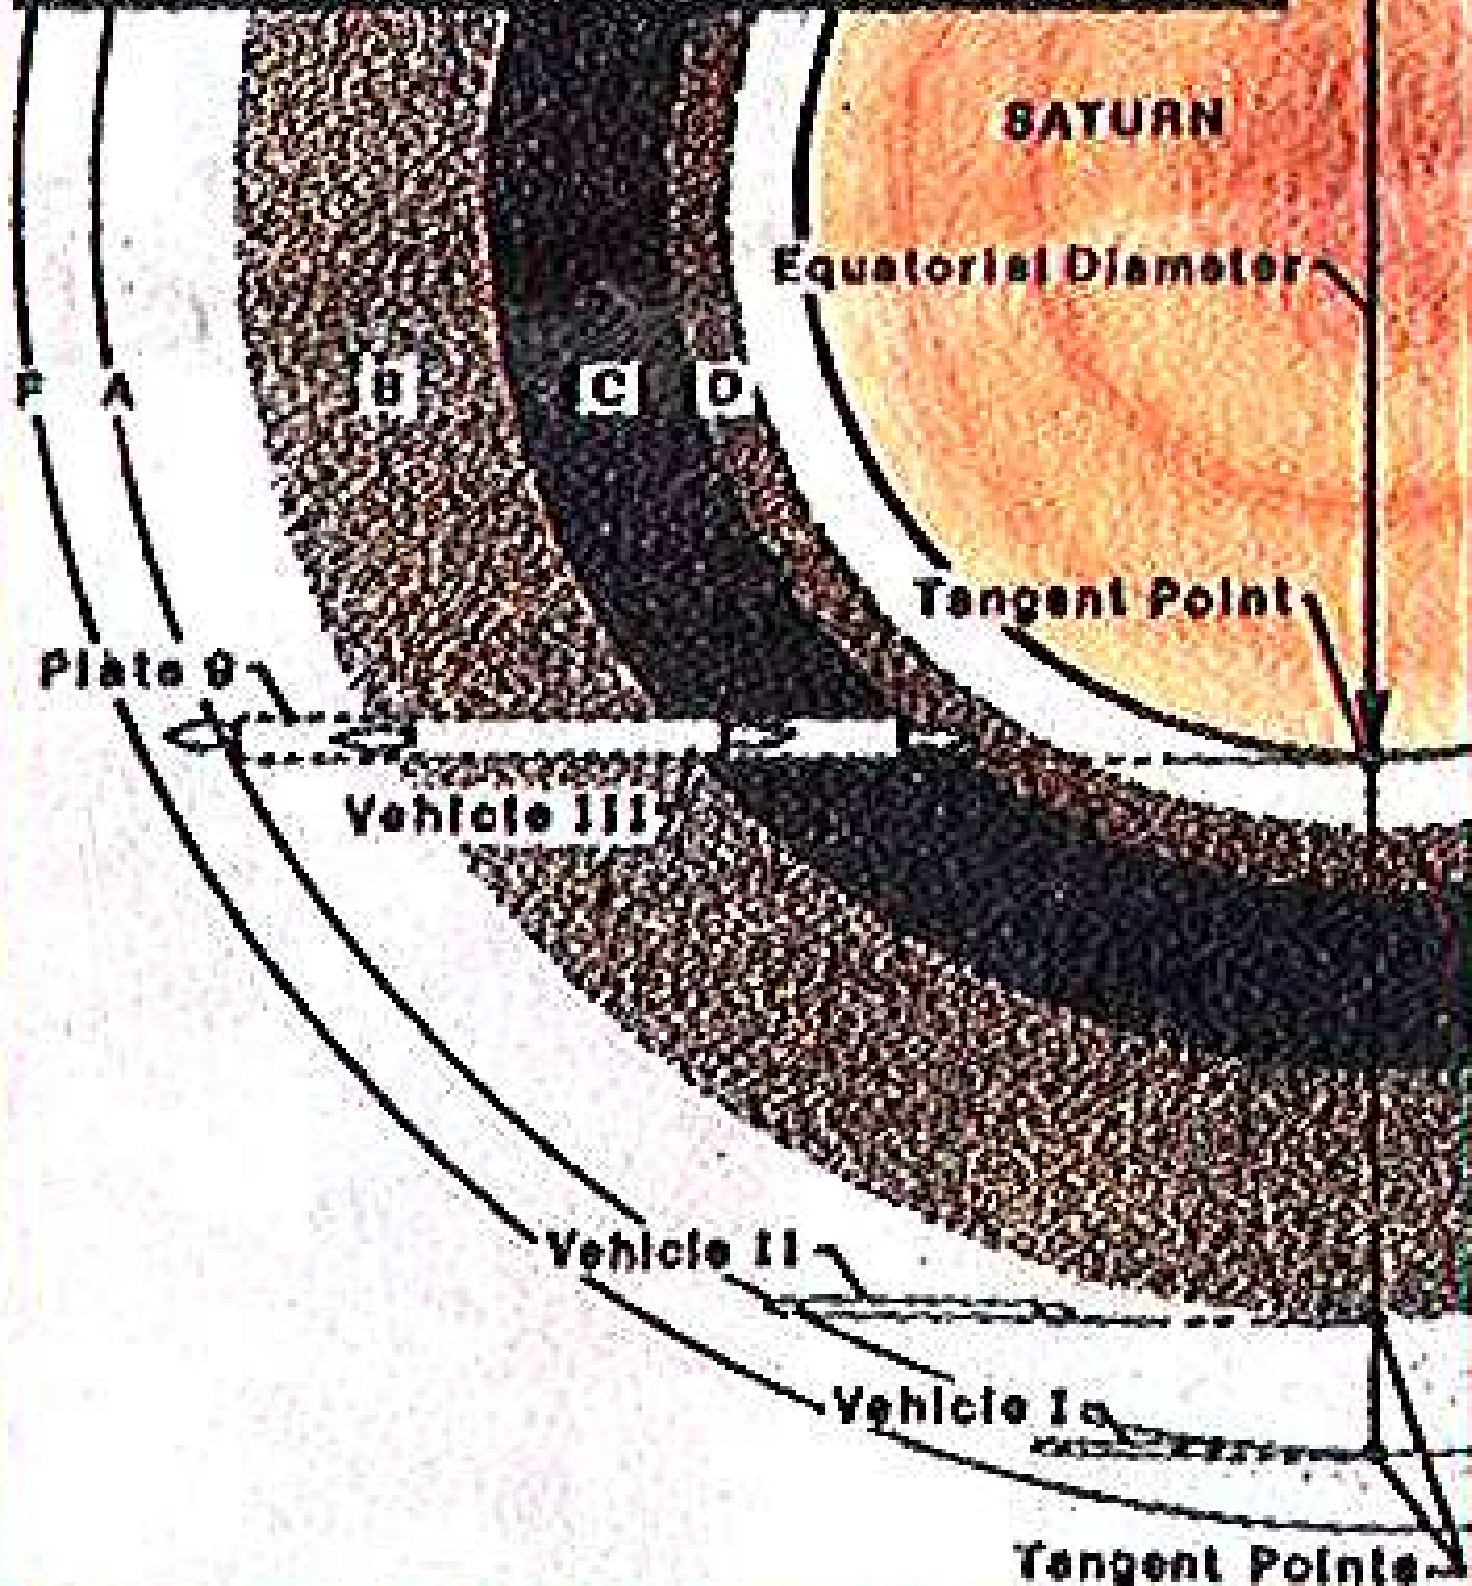 SATURN
Equatorial Diameter
F A B C D
Tangent Point
Plate 9
Vehicle III
Vehicle II
Vehicle I
Tangent Points